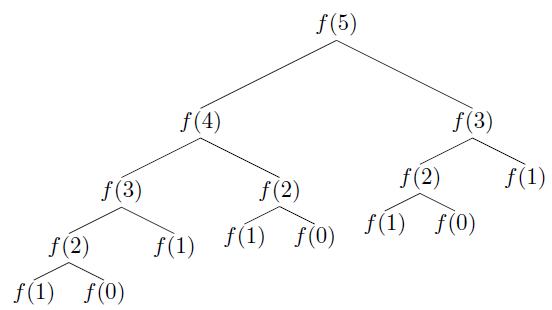 f(5)
f(4) f(3)
f(3) f(2) f(2) f(1)
f(2) f(1) f(1) f(0) f(1) f(0)
f(1) f(0)